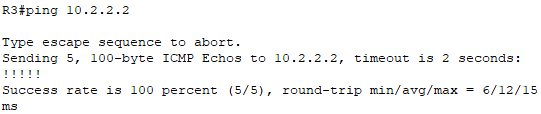 R3#ping 10.2.2.2
Type escape sequence to abort.
Sending 5, 100-byte ICMP Echos to 10.2.2.2, timeout is 2 seconds:
!!!!!
Success rate is 100 percent (5/5), round-trip min/avg/max = 6/12/15
ms